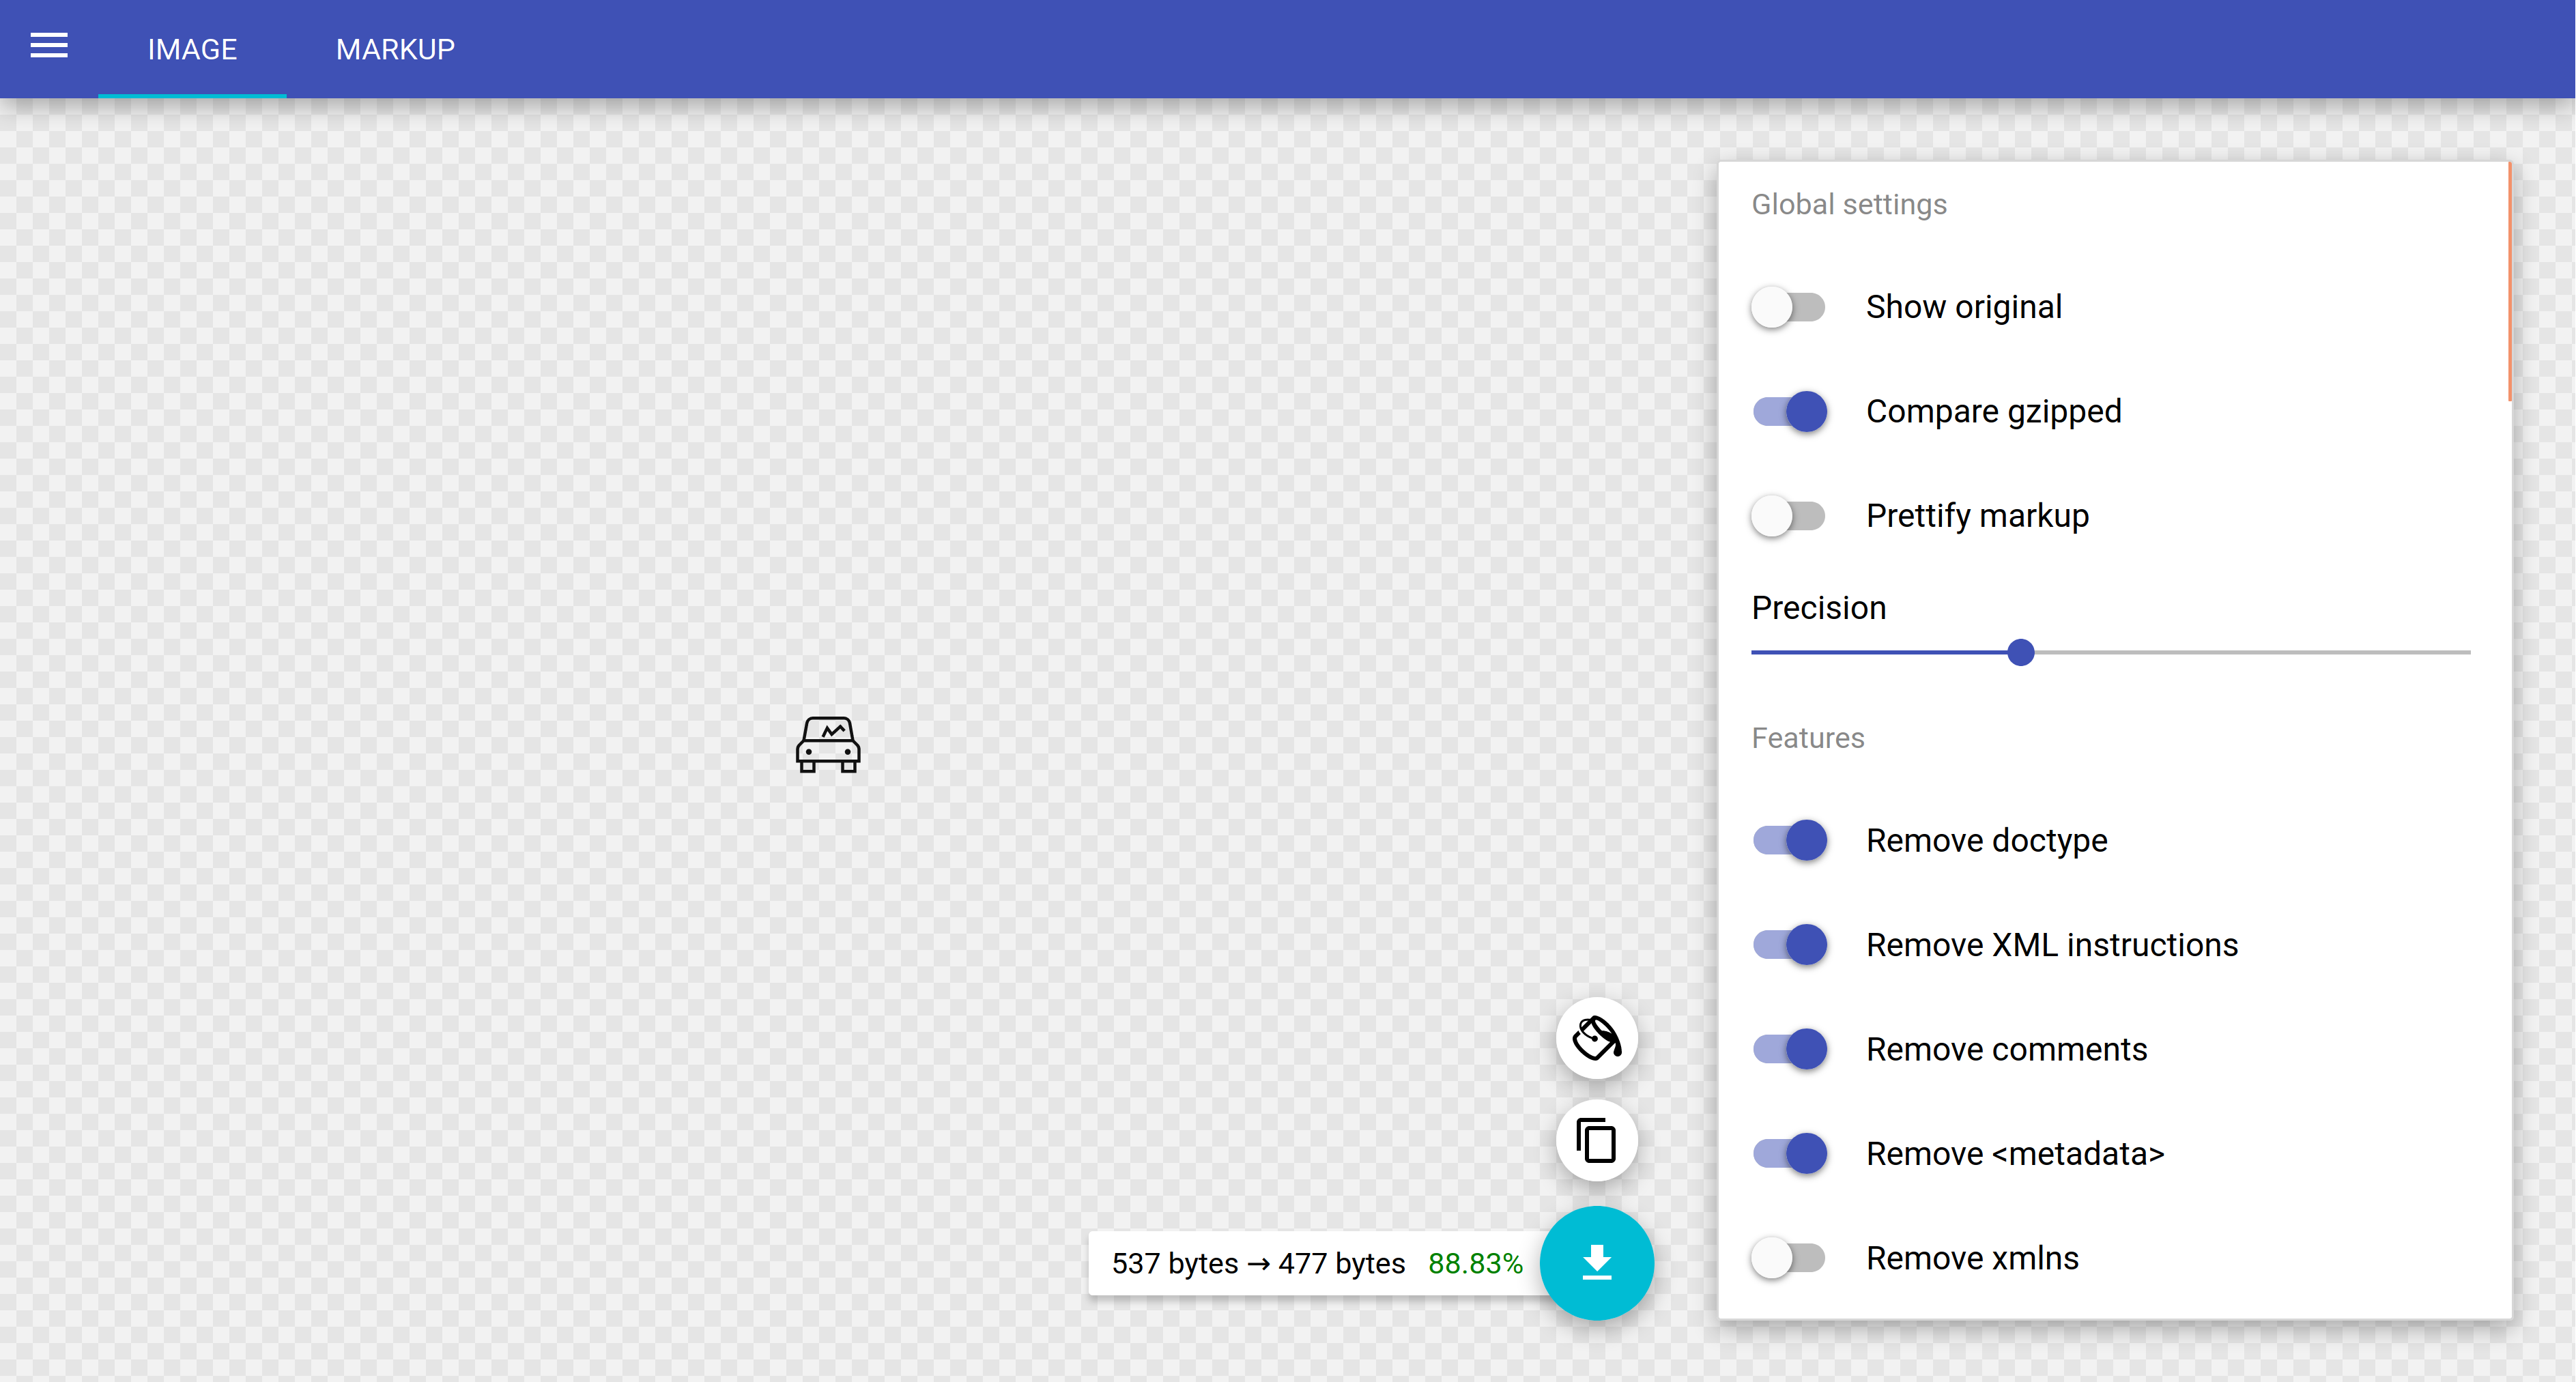 IMAGE MARKUP
Global settings
Show original
Compare gzipped
Prettify markup
Precision
Features
Remove doctype
Remove XML instructions
Remove comments
Remove <metadata>
Remove xmlns
537 bytes → 477 bytes 88.83%